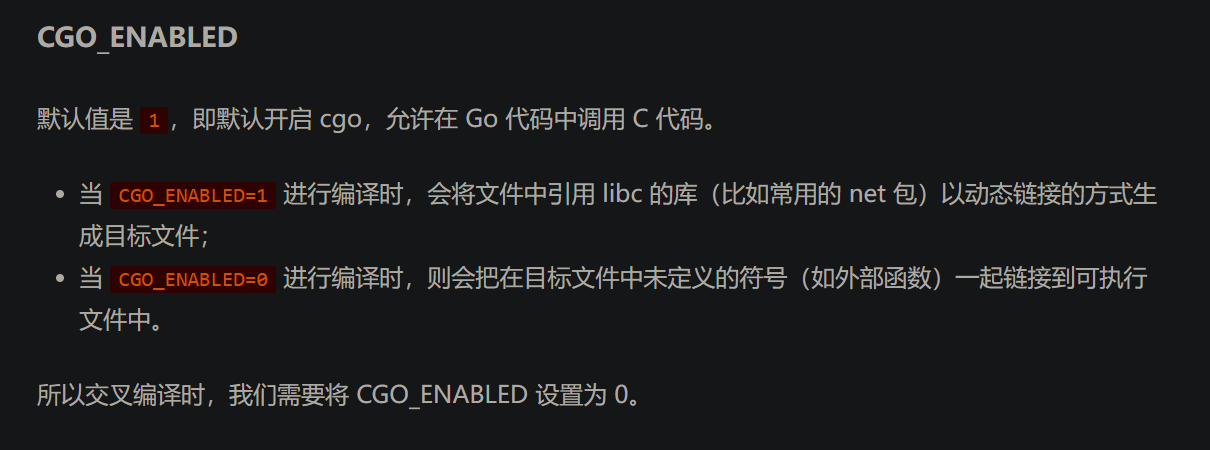 CGO_ENABLED
默认值是 1，即默认开启 cgo，允许在 Go 代码中调用 C 代码。
• 当 CGO_ENABLED=1 进行编译时，会将文件中引用 libc 的库（比如常用的 net 包）以动态链接的方式生
成目标文件；
• 当 CGO_ENABLED=0 进行编译时，则会把在目标文件中未定义的符号（如外部函数）一起链接到可执行
文件中。
所以交叉编译时，我们需要将 CGO_ENABLED 设置为 0。